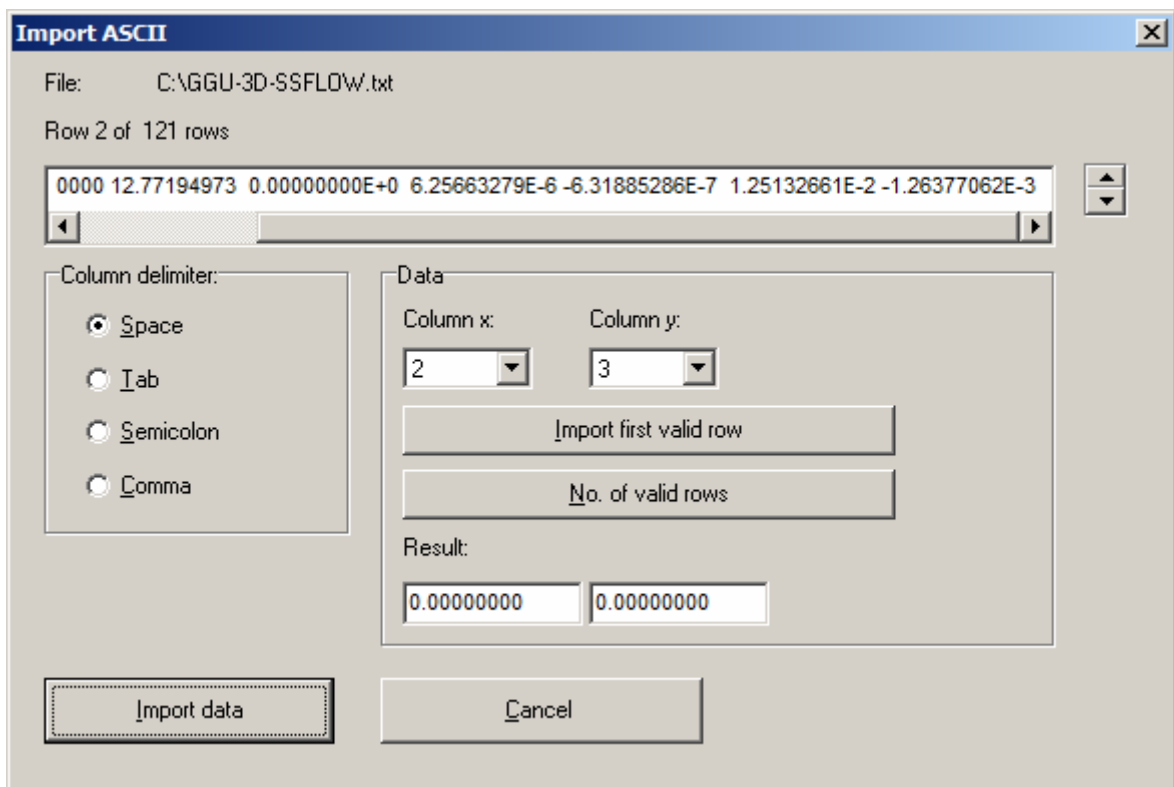 Import ASCII
File: C:\GGU-3D-SSFLOW.txt
Row 2 of 121 rows
0000 12.77194973 0.00000000E+0 6.25663279E-6 -6.31885286E-7 1.25132661E-2 -1.26377062E-3
Column delimiter:
Space
Tab
Semicolon
Comma
Data
Column x: Column y:
2 3
Import first valid row
No. of valid rows
Result:
0.00000000 0.00000000
Import data Cancel